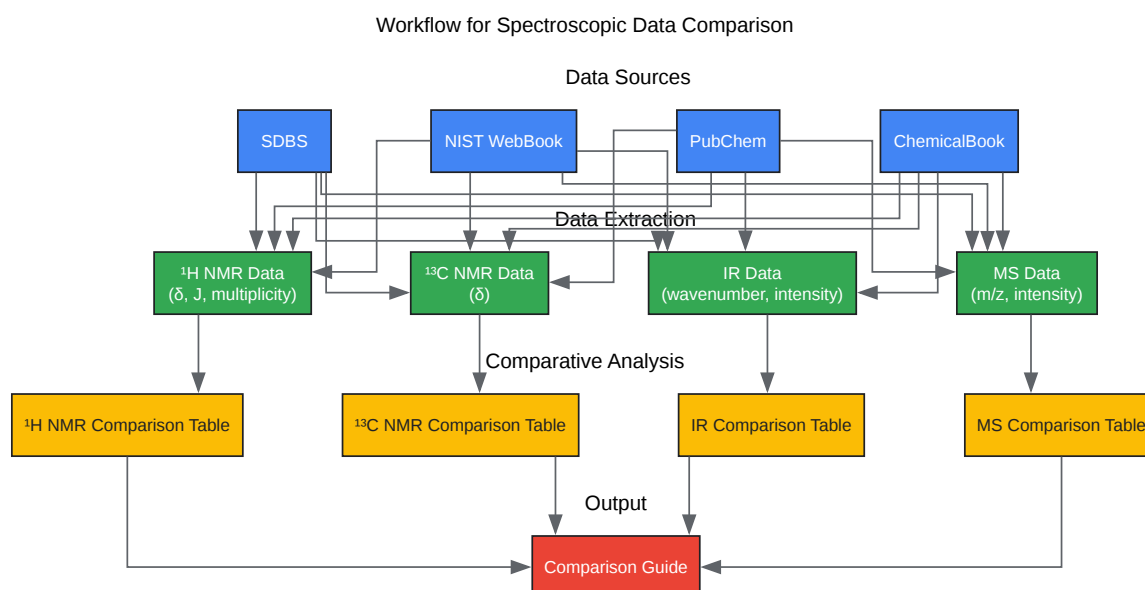 Workflow for Spectroscopic Data Comparison
Data Sources
SDBS
NIST WebBook
PubChem
ChemicalBook
Data Extraction
¹H NMR Data
(δ, J, multiplicity)
¹³C NMR Data
(δ)
IR Data
(wavenumber, intensity)
MS Data
(m/z, intensity)
Comparative Analysis
¹H NMR Comparison Table
¹³C NMR Comparison Table
IR Comparison Table
MS Comparison Table
Output
Comparison Guide